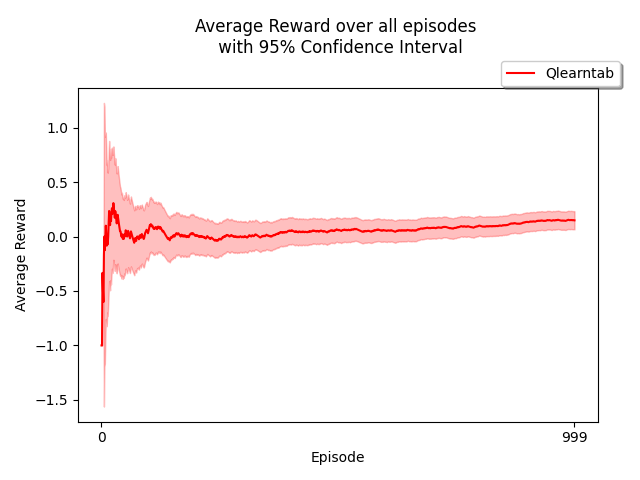 Average Reward over all episodes
with 95% Confidence Interval
Qlearntab
1.0
0.5
0.0
−0.5
−1.0
−1.5
Average Reward
0
999
Episode